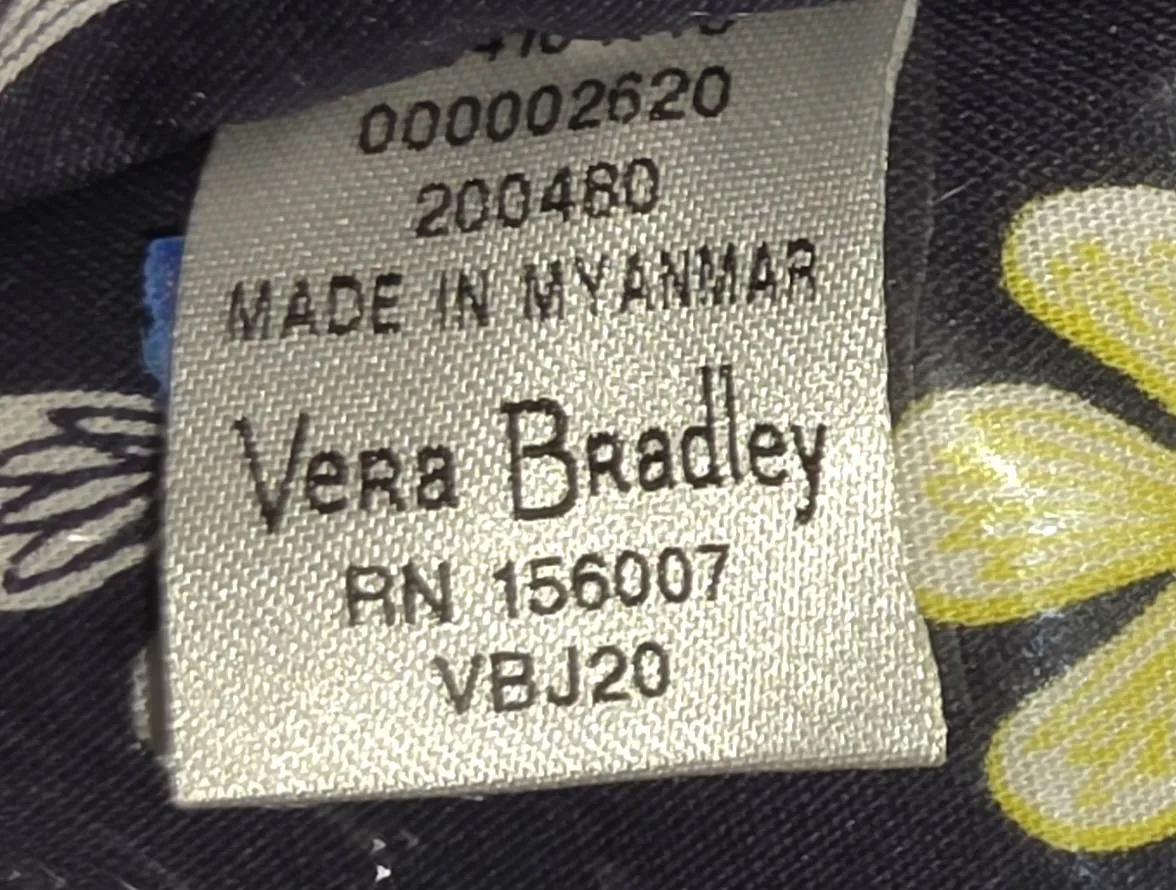 000002620
200480
MADE IN MYANMAR
Vera Bradley
RN 156007
VBJ20